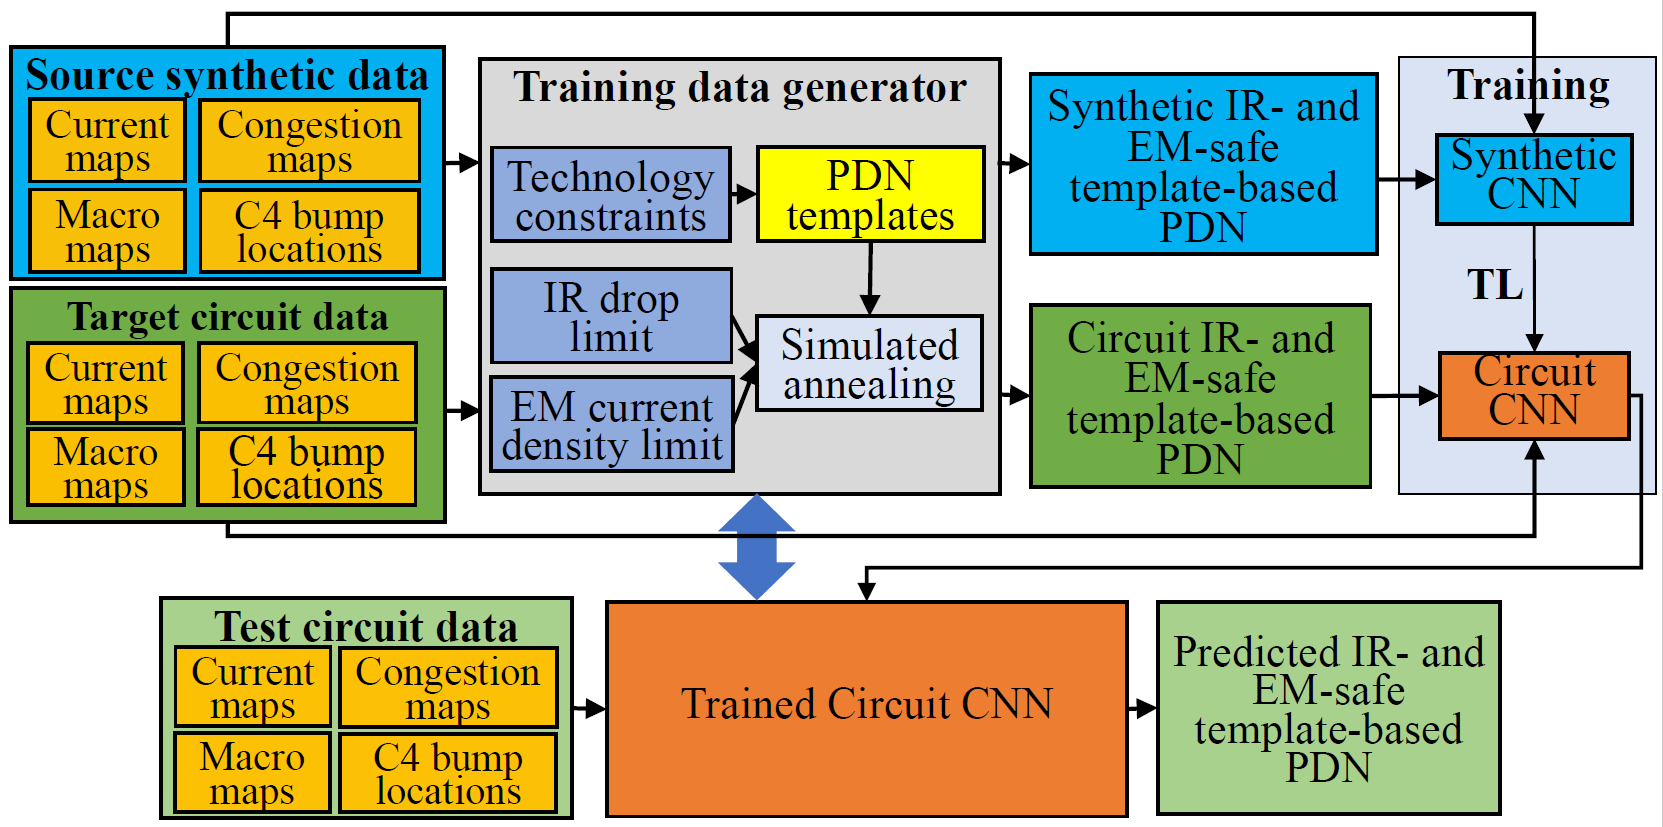 Source synthetic data
Current
maps
Congestion
maps
Macro
maps
C4 bump
locations
Target circuit data
Current
maps
Congestion
maps
Macro
maps
C4 bump
locations
Training data generator
Technology
constraints
PDN
templates
IR drop
limit
EM current
density limit
Simulated
annealing
Synthetic IR- and
EM-safe
template-based
PDN
Circuit IR- and
EM-safe
template-based
PDN
Training
Synthetic
CNN
TL
Circuit
CNN
Test circuit data
Current
maps
Congestion
maps
Macro
maps
C4 bump
locations
Trained Circuit CNN
Predicted IR- and
EM-safe
template-based
PDN